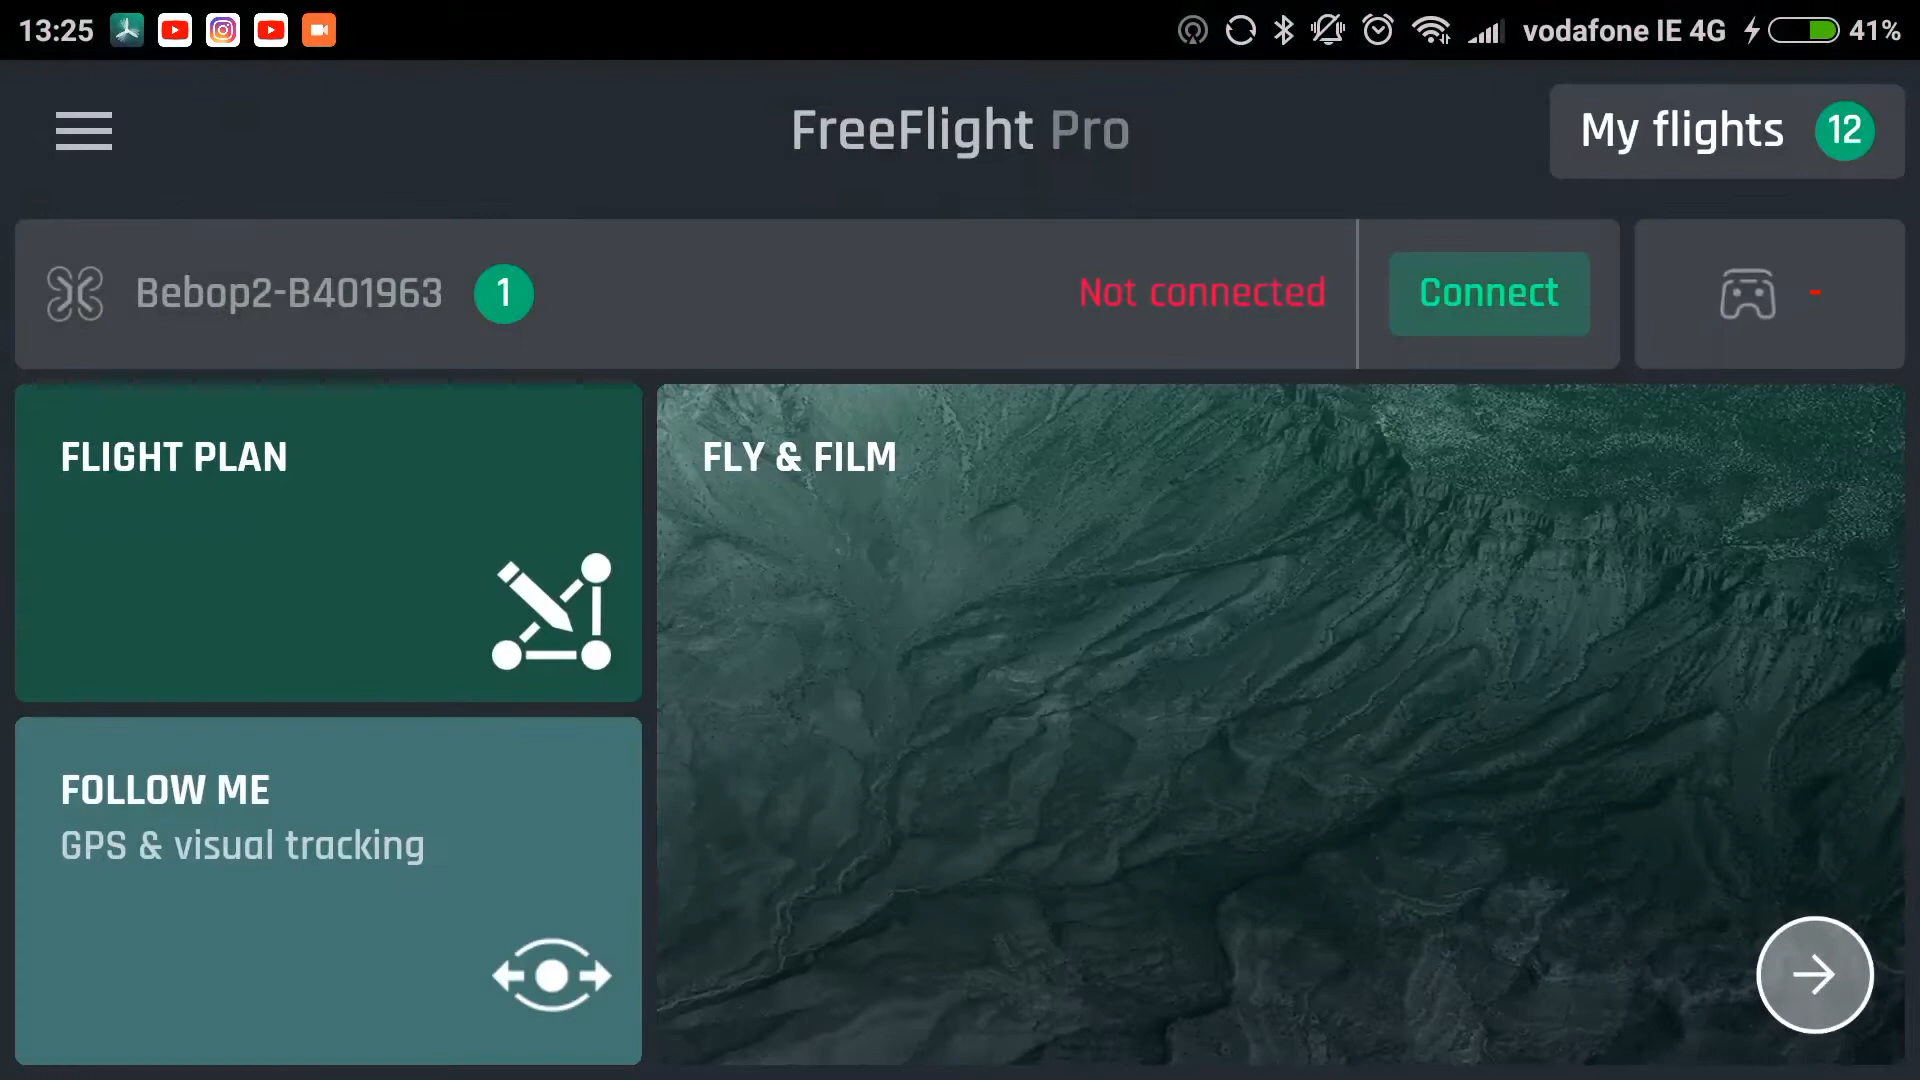 13:25
vodafone IE 4G 41%
FreeFlight Pro
My flights 12
Bebop2-B401963 1
Not connected
Connect
-
FLIGHT PLAN
FLY & FILM
FOLLOW ME
GPS & visual tracking